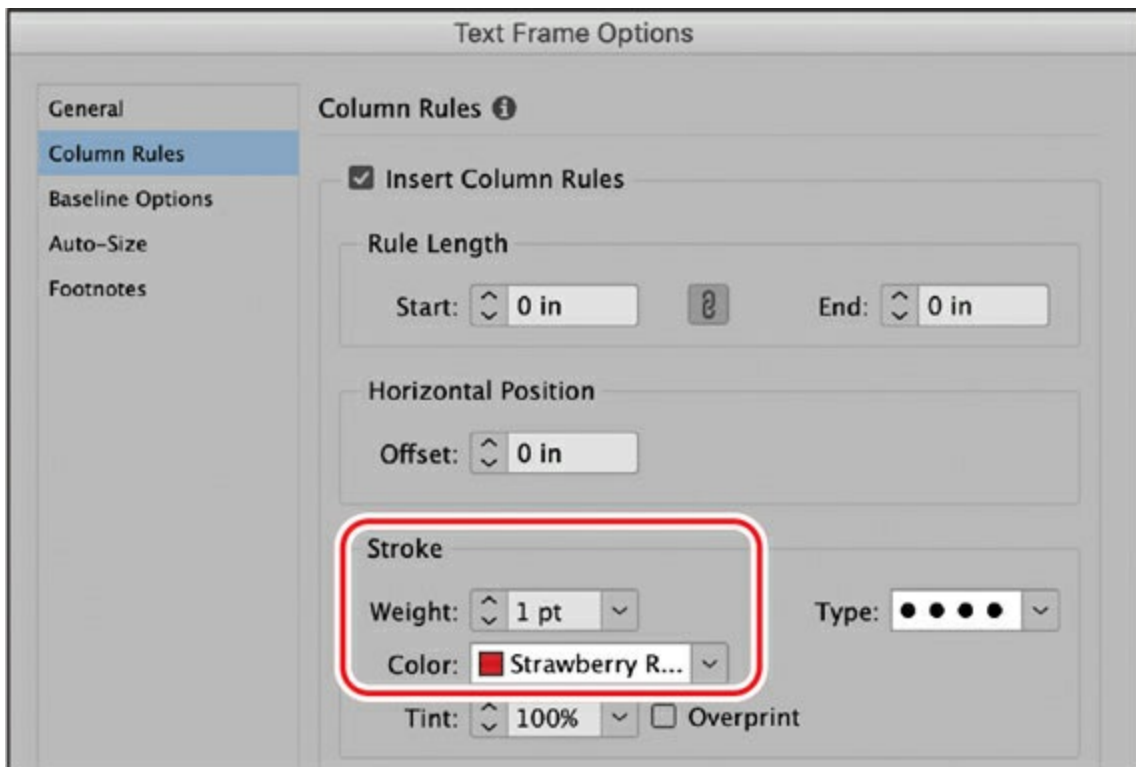 Text Frame Options
General
Column Rules
Baseline Options
Auto-Size
Footnotes
Column Rules
Insert Column Rules
Rule Length
Start: 0 in End: 0 in
Horizontal Position
Offset: 0 in
Stroke
Weight: 1 pt Type:
Color: Strawberry R...
Tint: 100% Overprint